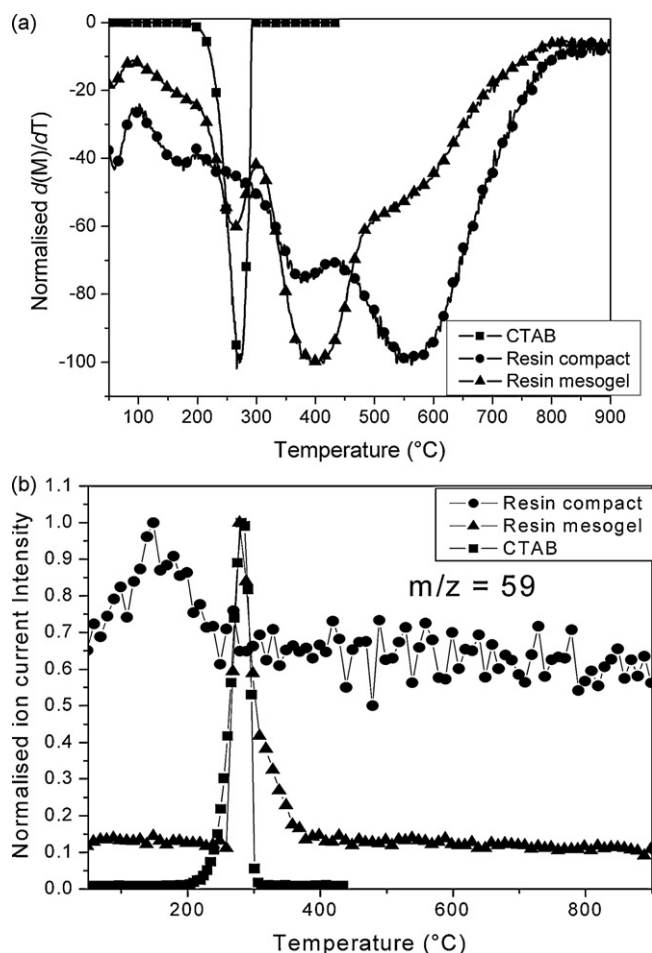 (a)
0
-20
-40
-60
-80
-100
Normalised d(M)/dT
CTAB
Resin compact
Resin mesogel
100 200 300 400 500 600 700 800 900
Temperature (°C)
(b)
1.1
1.0
0.9
0.8
0.7
0.6
0.5
0.4
0.3
0.2
0.1
0.0
Normalised ion current Intensity
Resin compact
Resin mesogel
CTAB
m/z = 59
200 400 600 800
Temperature (°C)